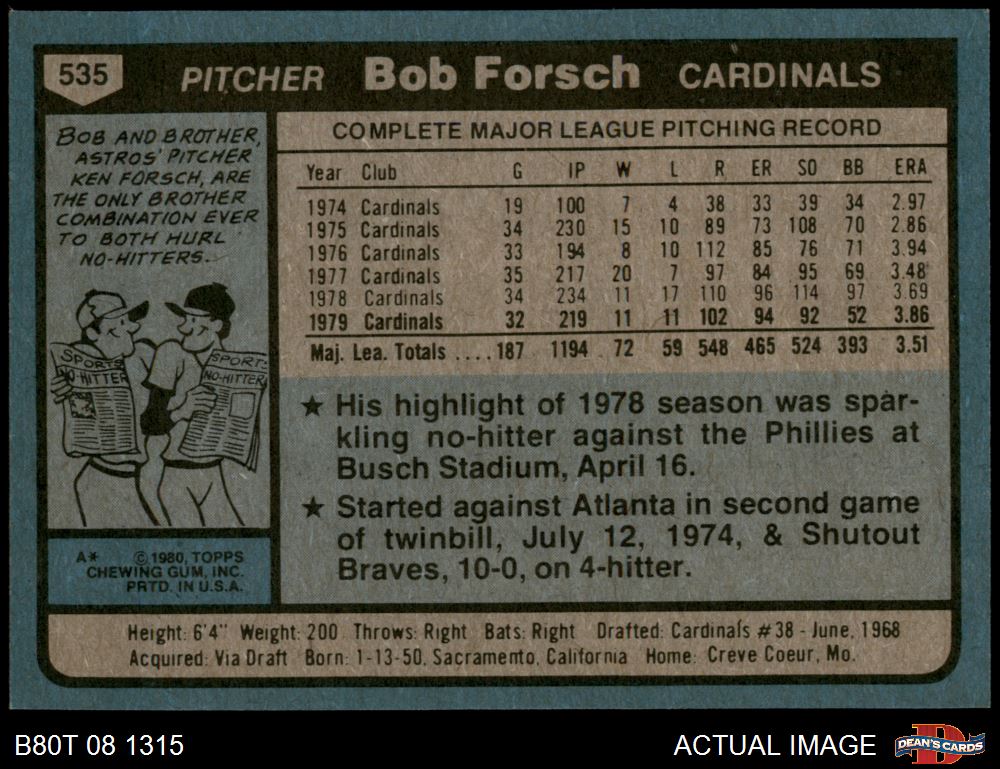 535 PITCHER Bob Forsch CARDINALS
BOB AND BROTHER,
ASTROS' PITCHER
KEN FORSCH, ARE
THE ONLY BROTHER
COMBINATION EVER
TO BOTH HURL
NO-HITTERS.
SPORTS
NO-HITTER
SPORTS
NO-HITTER
A* © 1980, TOPPS
CHEWING GUM, INC.
PRTD. IN U.S.A.
COMPLETE MAJOR LEAGUE PITCHING RECORD
Year Club G IP W L R ER SO BB ERA
1974 Cardinals 19 100 7 4 38 33 39 34 2.97
1975 Cardinals 34 230 15 10 89 73 108 70 2.86
1976 Cardinals 33 194 8 10 112 85 76 71 3.94
1977 Cardinals 35 217 20 7 97 84 95 69 3.48
1978 Cardinals 34 234 11 17 110 96 114 97 3.69
1979 Cardinals 32 219 11 11 102 94 92 52 3.86
Maj. Lea. Totals ....187 1194 72 59 548 465 524 393 3.51
★ His highlight of 1978 season was spar-
kling no-hitter against the Phillies at
Busch Stadium, April 16.
★ Started against Atlanta in second game
of twinbill, July 12, 1974, & Shutout
Braves, 10-0, on 4-hitter.
Height: 6'4" Weight: 200 Throws: Right Bats: Right Drafted: Cardinals #38 - June, 1968
Acquired: Via Draft Born: 1-13-50, Sacramento, California Home: Creve Coeur, Mo.
B80T 08 1315 ACTUAL IMAGE DEAN'S CARDS